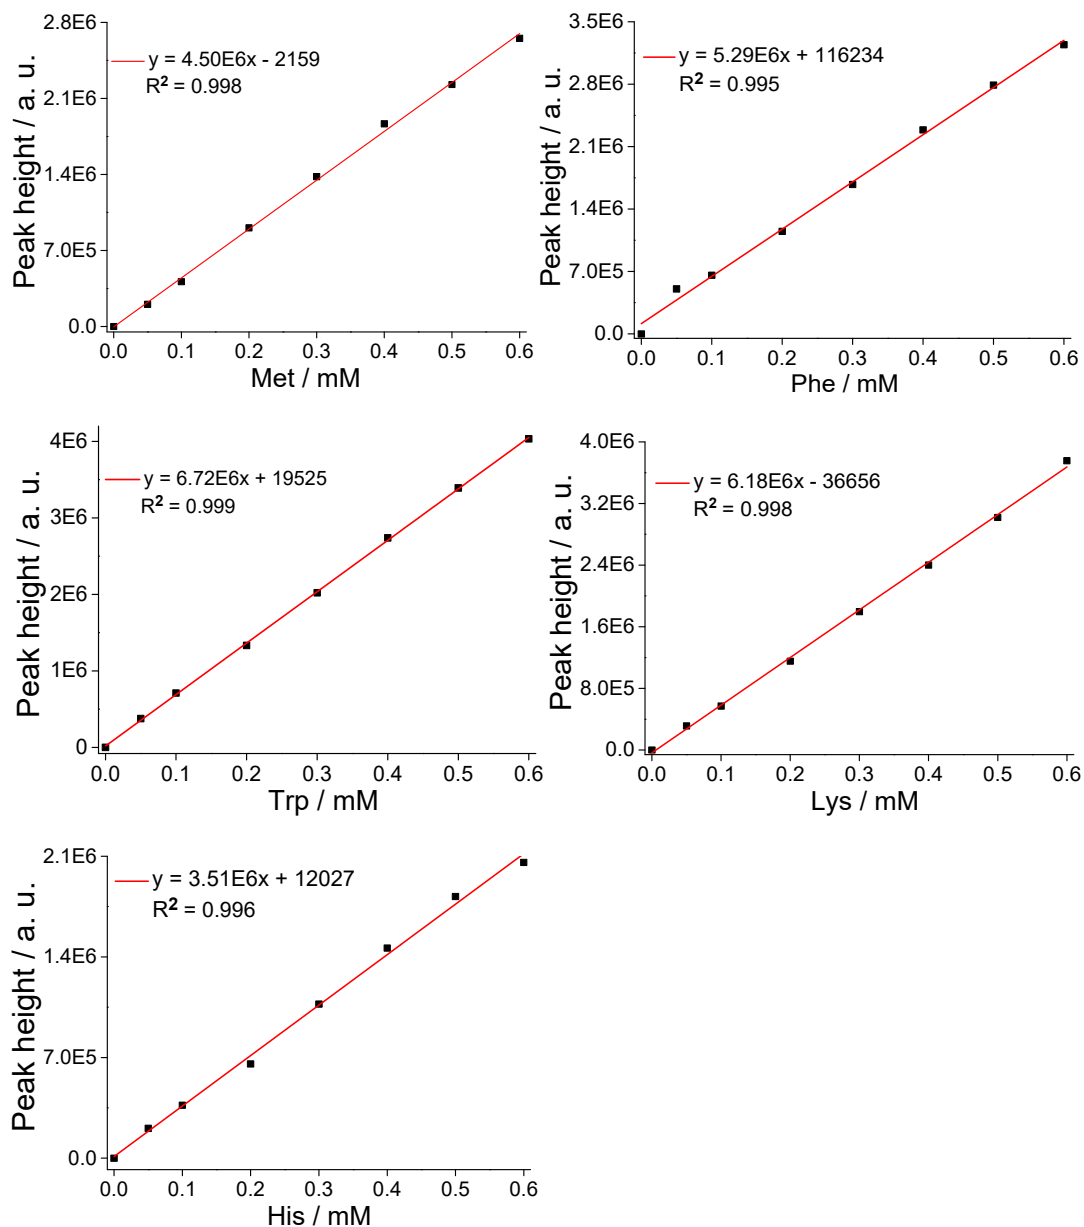 Peak height / a. u.
2.8E6
2.1E6
1.4E6
7.0E5
0.0
y = 4.50E6x - 2159
R² = 0.998
0.0 0.1 0.2 0.3 0.4 0.5 0.6
Met / mM
Peak height / a. u.
3.5E6
2.8E6
2.1E6
1.4E6
7.0E5
0.0
y = 5.29E6x + 116234
R² = 0.995
0.0 0.1 0.2 0.3 0.4 0.5 0.6
Phe / mM
Peak height / a. u.
4E6
3E6
2E6
1E6
0
y = 6.72E6x + 19525
R² = 0.999
0.0 0.1 0.2 0.3 0.4 0.5 0.6
Trp / mM
Peak height / a. u.
4.0E6
3.2E6
2.4E6
1.6E6
8.0E5
0.0
y = 6.18E6x - 36656
R² = 0.998
0.0 0.1 0.2 0.3 0.4 0.5 0.6
Lys / mM
Peak height / a. u.
2.1E6
1.4E6
7.0E5
0.0
y = 3.51E6x + 12027
R² = 0.996
0.0 0.1 0.2 0.3 0.4 0.5 0.6
His / mM